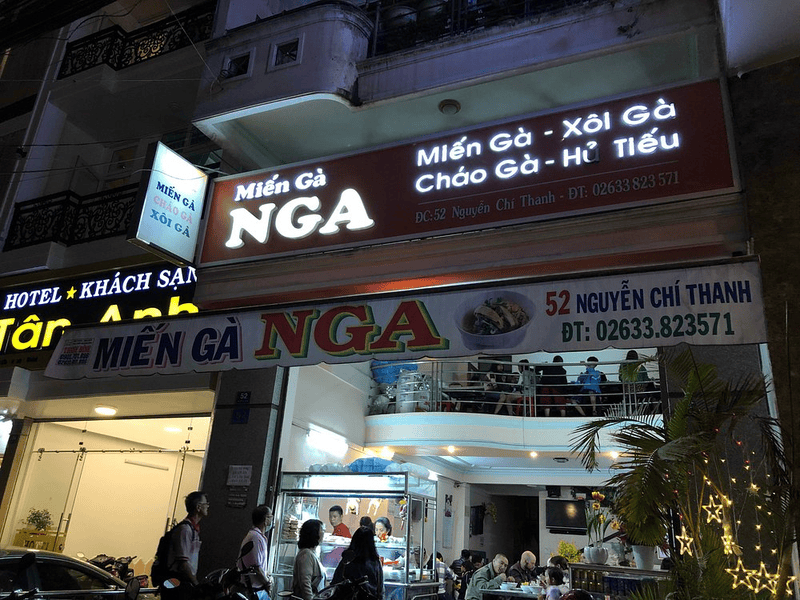 Miến Gà
NGA
Miến Gà - Xôi Gà
Cháo Gà - Hủ Tiếu
ĐC: 52 Nguyễn Chí Thanh - ĐT: 02633 823 571
MIẾN GÀ
CHÁO GÀ
XÔI GÀ
HOTEL ★ KHÁCH SẠN
Tân Anh
MIẾN GÀ NGA
52 NGUYỄN CHÍ THANH
ĐT: 02633.823571
52